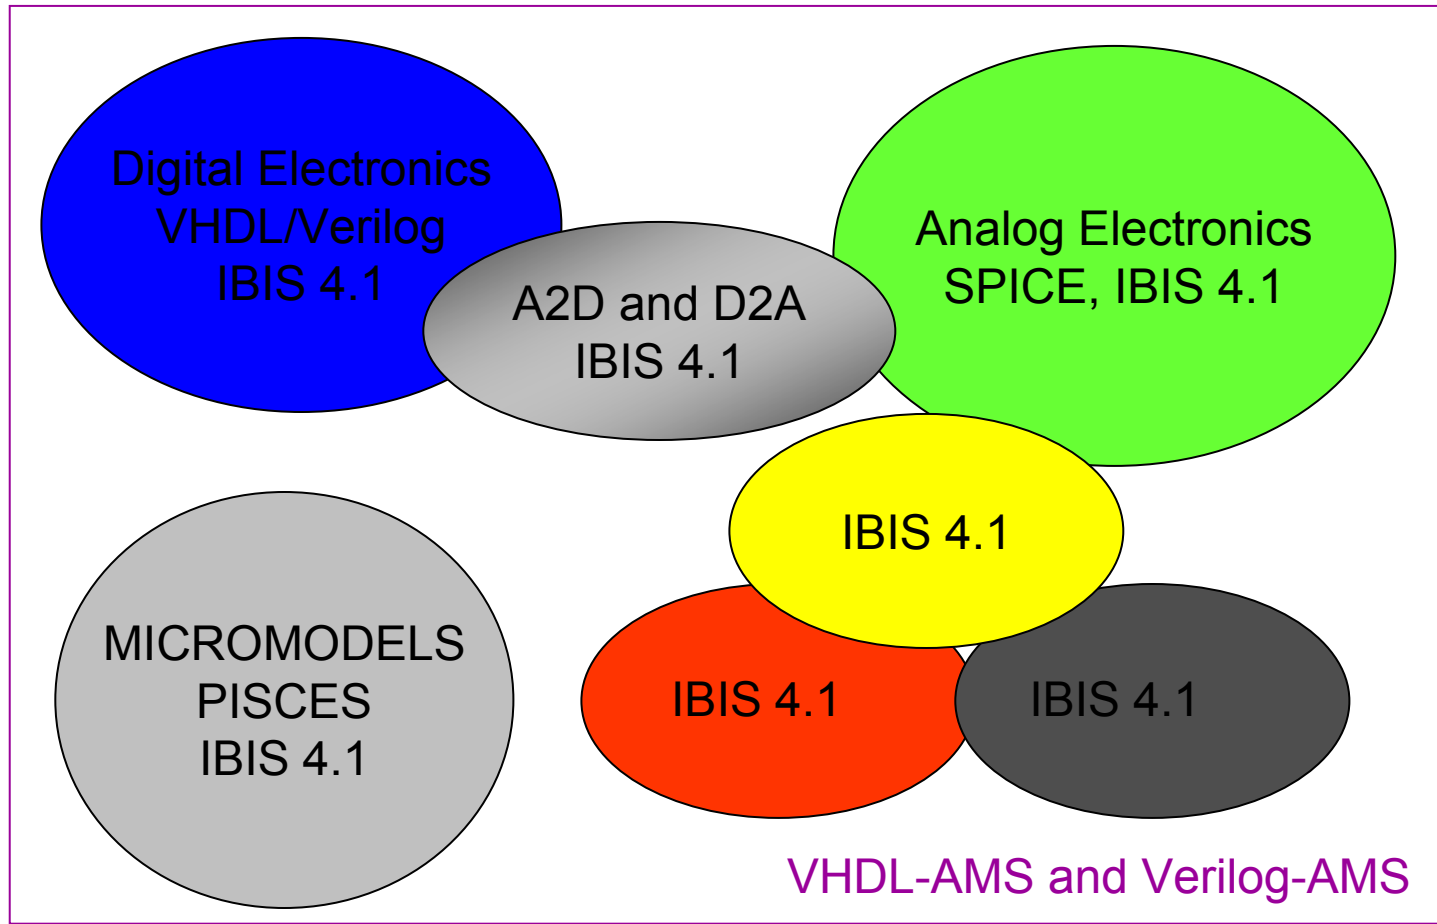 Digital Electronics
VHDL/Verilog
IBIS 4.1
A2D and D2A
IBIS 4.1
Analog Electronics
SPICE, IBIS 4.1
IBIS 4.1
MICROMODELS
PISCES
IBIS 4.1
IBIS 4.1
IBIS 4.1
VHDL-AMS and Verilog-AMS